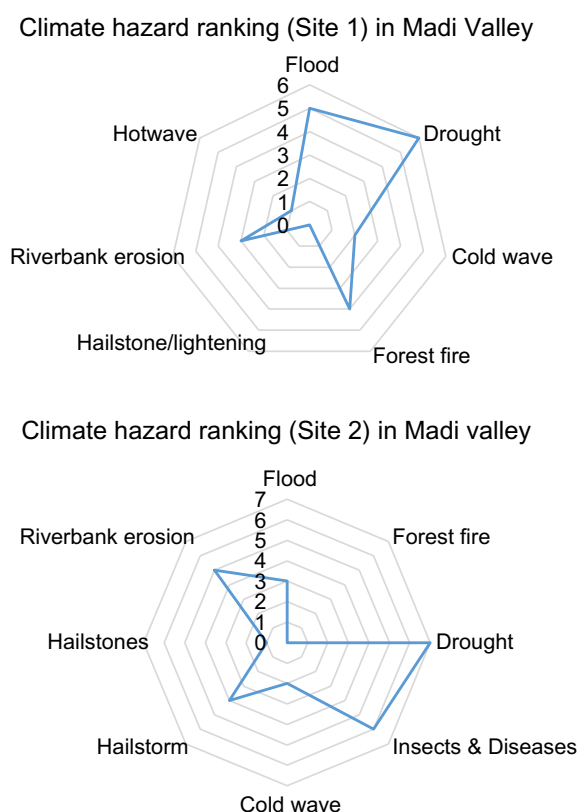 Climate hazard ranking (Site 1) in Madi Valley
Flood
6
5
4
3
2
1
0
Hotwave
Drought
Riverbank erosion
Cold wave
Hailstone/lightening
Forest fire
Climate hazard ranking (Site 2) in Madi valley
Flood
7
6
5
4
3
2
1
0
Riverbank erosion
Forest fire
Hailstones
Drought
Hailstorm
Insects & Diseases
Cold wave